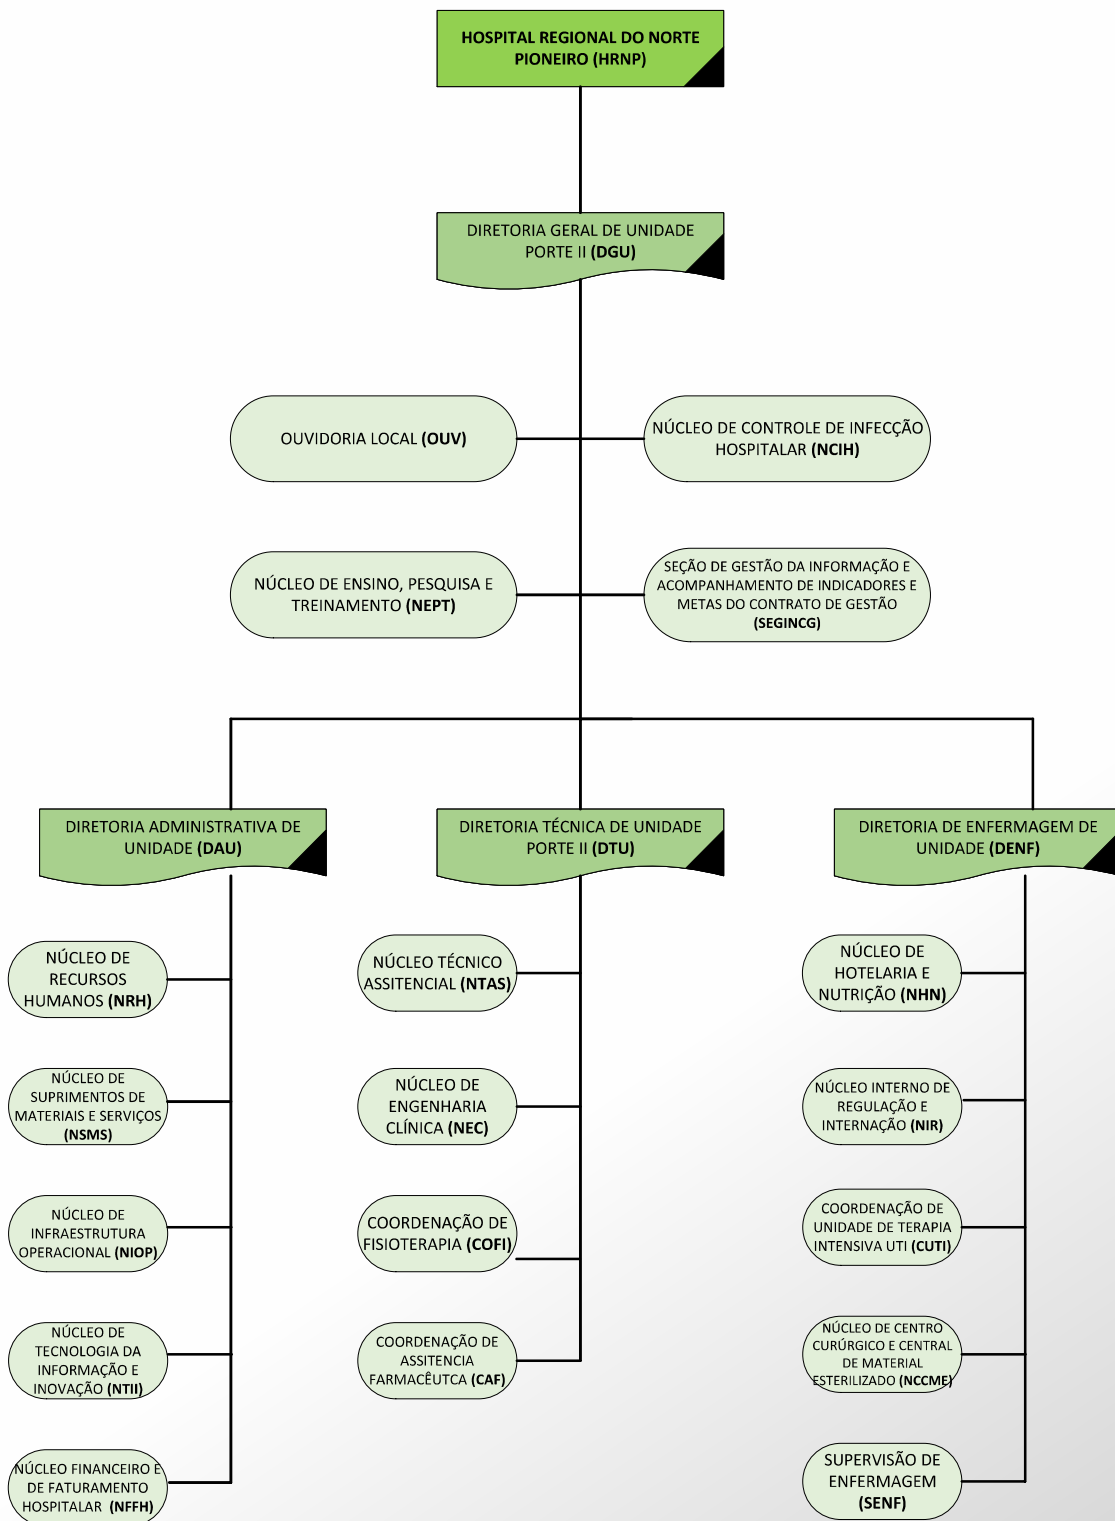 HOSPITAL REGIONAL DO NORTE
PIONEIRO (HRNP)
DIRETORIA GERAL DE UNIDADE
PORTE II (DGU)
OUVIDORIA LOCAL (OUV)
NÚCLEO DE CONTROLE DE INFECÇÃO
HOSPITALAR (NCIH)
NÚCLEO DE ENSINO, PESQUISA E
TREINAMENTO (NEPT)
SEÇÃO DE GESTÃO DA INFORMAÇÃO E
ACOMPANHAMENTO DE INDICADORES E
METAS DO CONTRATO DE GESTÃO
(SEGINCG)
DIRETORIA ADMINISTRATIVA DE
UNIDADE (DAU)
DIRETORIA TÉCNICA DE UNIDADE
PORTE II (DTU)
DIRETORIA DE ENFERMAGEM DE
UNIDADE (DENF)
NÚCLEO DE
RECURSOS
HUMANOS (NRH)
NÚCLEO DE
SUPRIMENTOS DE
MATERIAIS E SERVIÇOS
(NSMS)
NÚCLEO DE
INFRAESTRUTURA
OPERACIONAL (NIOP)
NÚCLEO DE
TECNOLOGIA DA
INFORMAÇÃO E
INOVAÇÃO (NTII)
NÚCLEO FINANCEIRO E
DE FATURAMENTO
HOSPITALAR (NFFH)
NÚCLEO TÉCNICO
ASSITENCIAL (NTAS)
NÚCLEO DE
ENGENHARIA
CLÍNICA (NEC)
COORDENAÇÃO DE
FISIOTERAPIA (COFI)
COORDENAÇÃO DE
ASSITENCIA
FARMACÊUTCA (CAF)
NÚCLEO DE
HOTELARIA E
NUTRIÇÃO (NHN)
NÚCLEO INTERNO DE
REGULAÇÃO E
INTERNAÇÃO (NIR)
COORDENAÇÃO DE
UNIDADE DE TERAPIA
INTENSIVA UTI (CUTI)
NÚCLEO DE CENTRO
CURÚRGICO E CENTRAL
DE MATERIAL
ESTERILIZADO (NCCME)
SUPERVISÃO DE
ENFERMAGEM
(SENF)